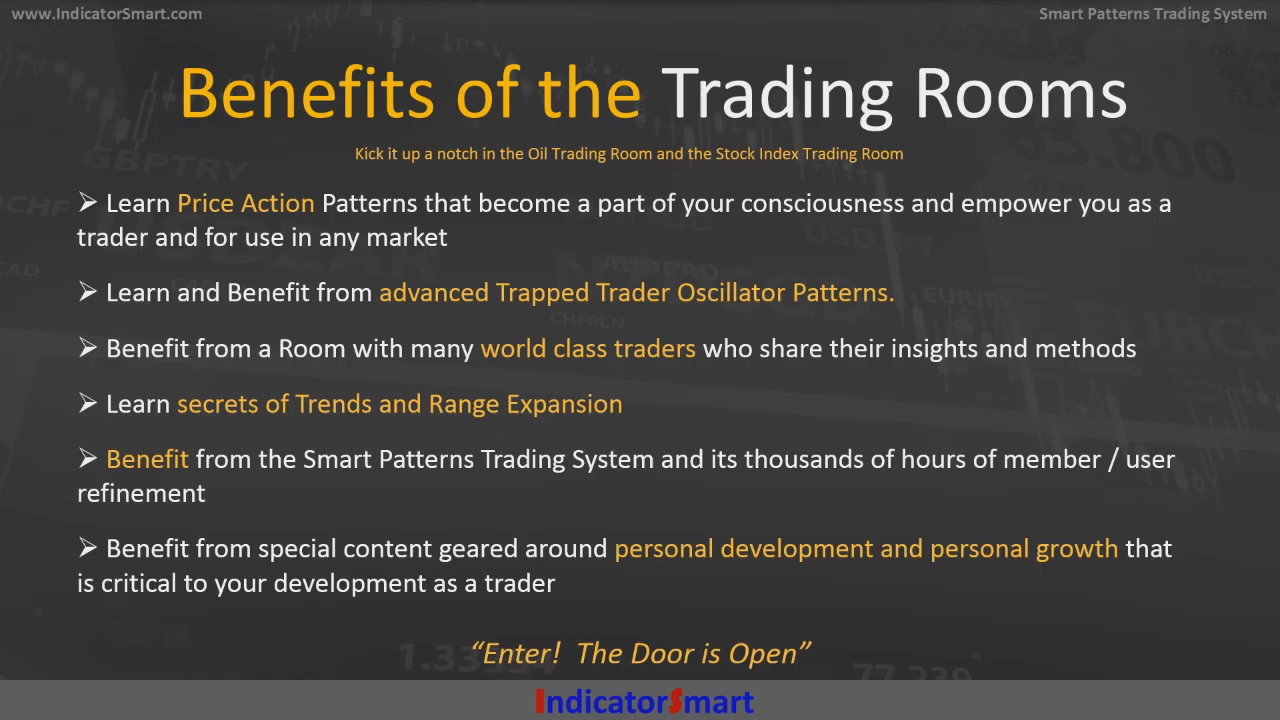 www.IndicatorSmart.com
Smart Patterns Trading System
Benefits of the Trading Rooms
Kick it up a notch in the Oil Trading Room and the Stock Index Trading Room
➢ Learn Price Action Patterns that become a part of your consciousness and empower you as a
trader and for use in any market
➢ Learn and Benefit from advanced Trapped Trader Oscillator Patterns.
➢ Benefit from a Room with many world class traders who share their insights and methods
➢ Learn secrets of Trends and Range Expansion
➢ Benefit from the Smart Patterns Trading System and its thousands of hours of member / user
refinement
➢ Benefit from special content geared around personal development and personal growth that
is critical to your development as a trader
“Enter!  The Door is Open”
IndicatorSmart
GBPTRY
USDJPY
CHFPLN